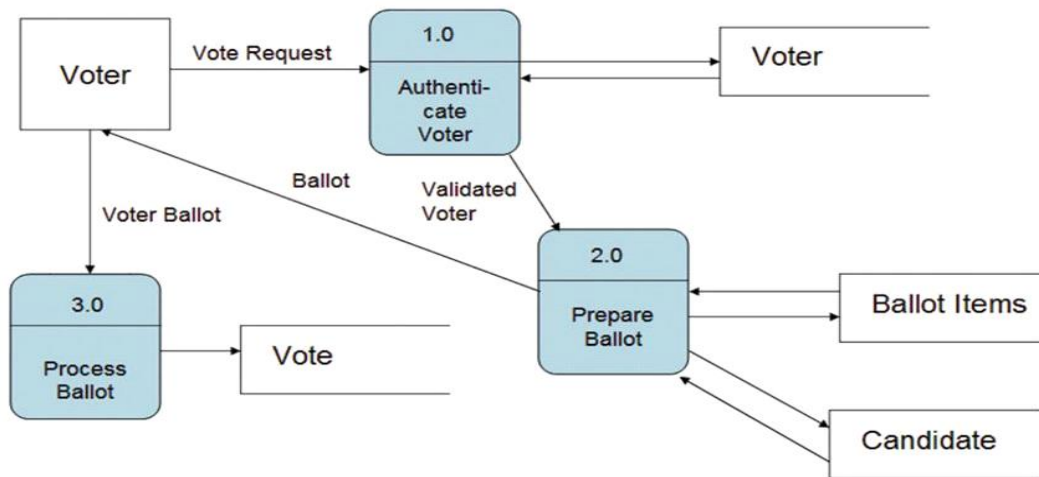 1.0
Voter
Vote Request
Authenti-
cate
Voter
Voter
Ballot
Validated
Voter
Voter Ballot
2.0
Prepare
Ballot
Ballot Items
3.0
Process
Ballot
Vote
Candidate